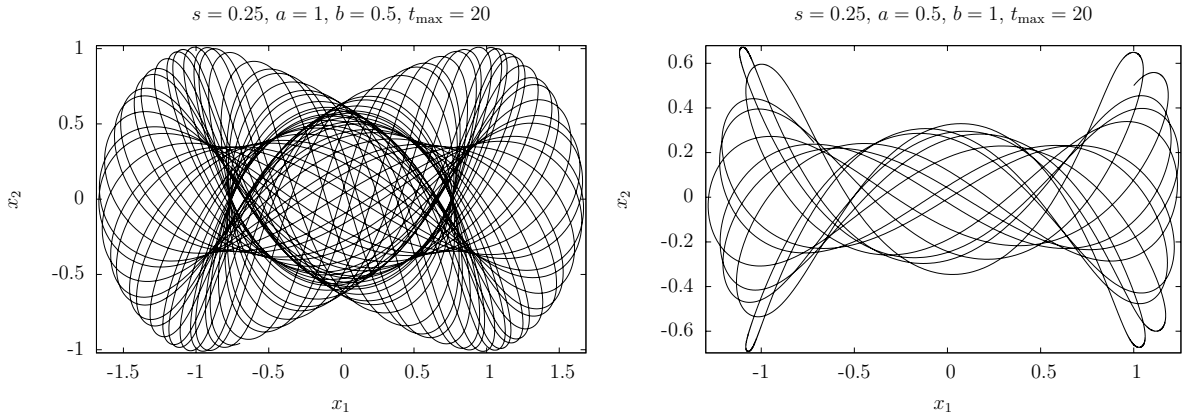 s = 0.25, a = 1, b = 0.5, t_max = 20
1
0.5
0
-0.5
-1
x_2
-1.5 -1 -0.5 0 0.5 1 1.5
x_1
s = 0.25, a = 0.5, b = 1, t_max = 20
0.6
0.4
0.2
0
-0.2
-0.4
-0.6
x_2
-1 -0.5 0 0.5 1
x_1